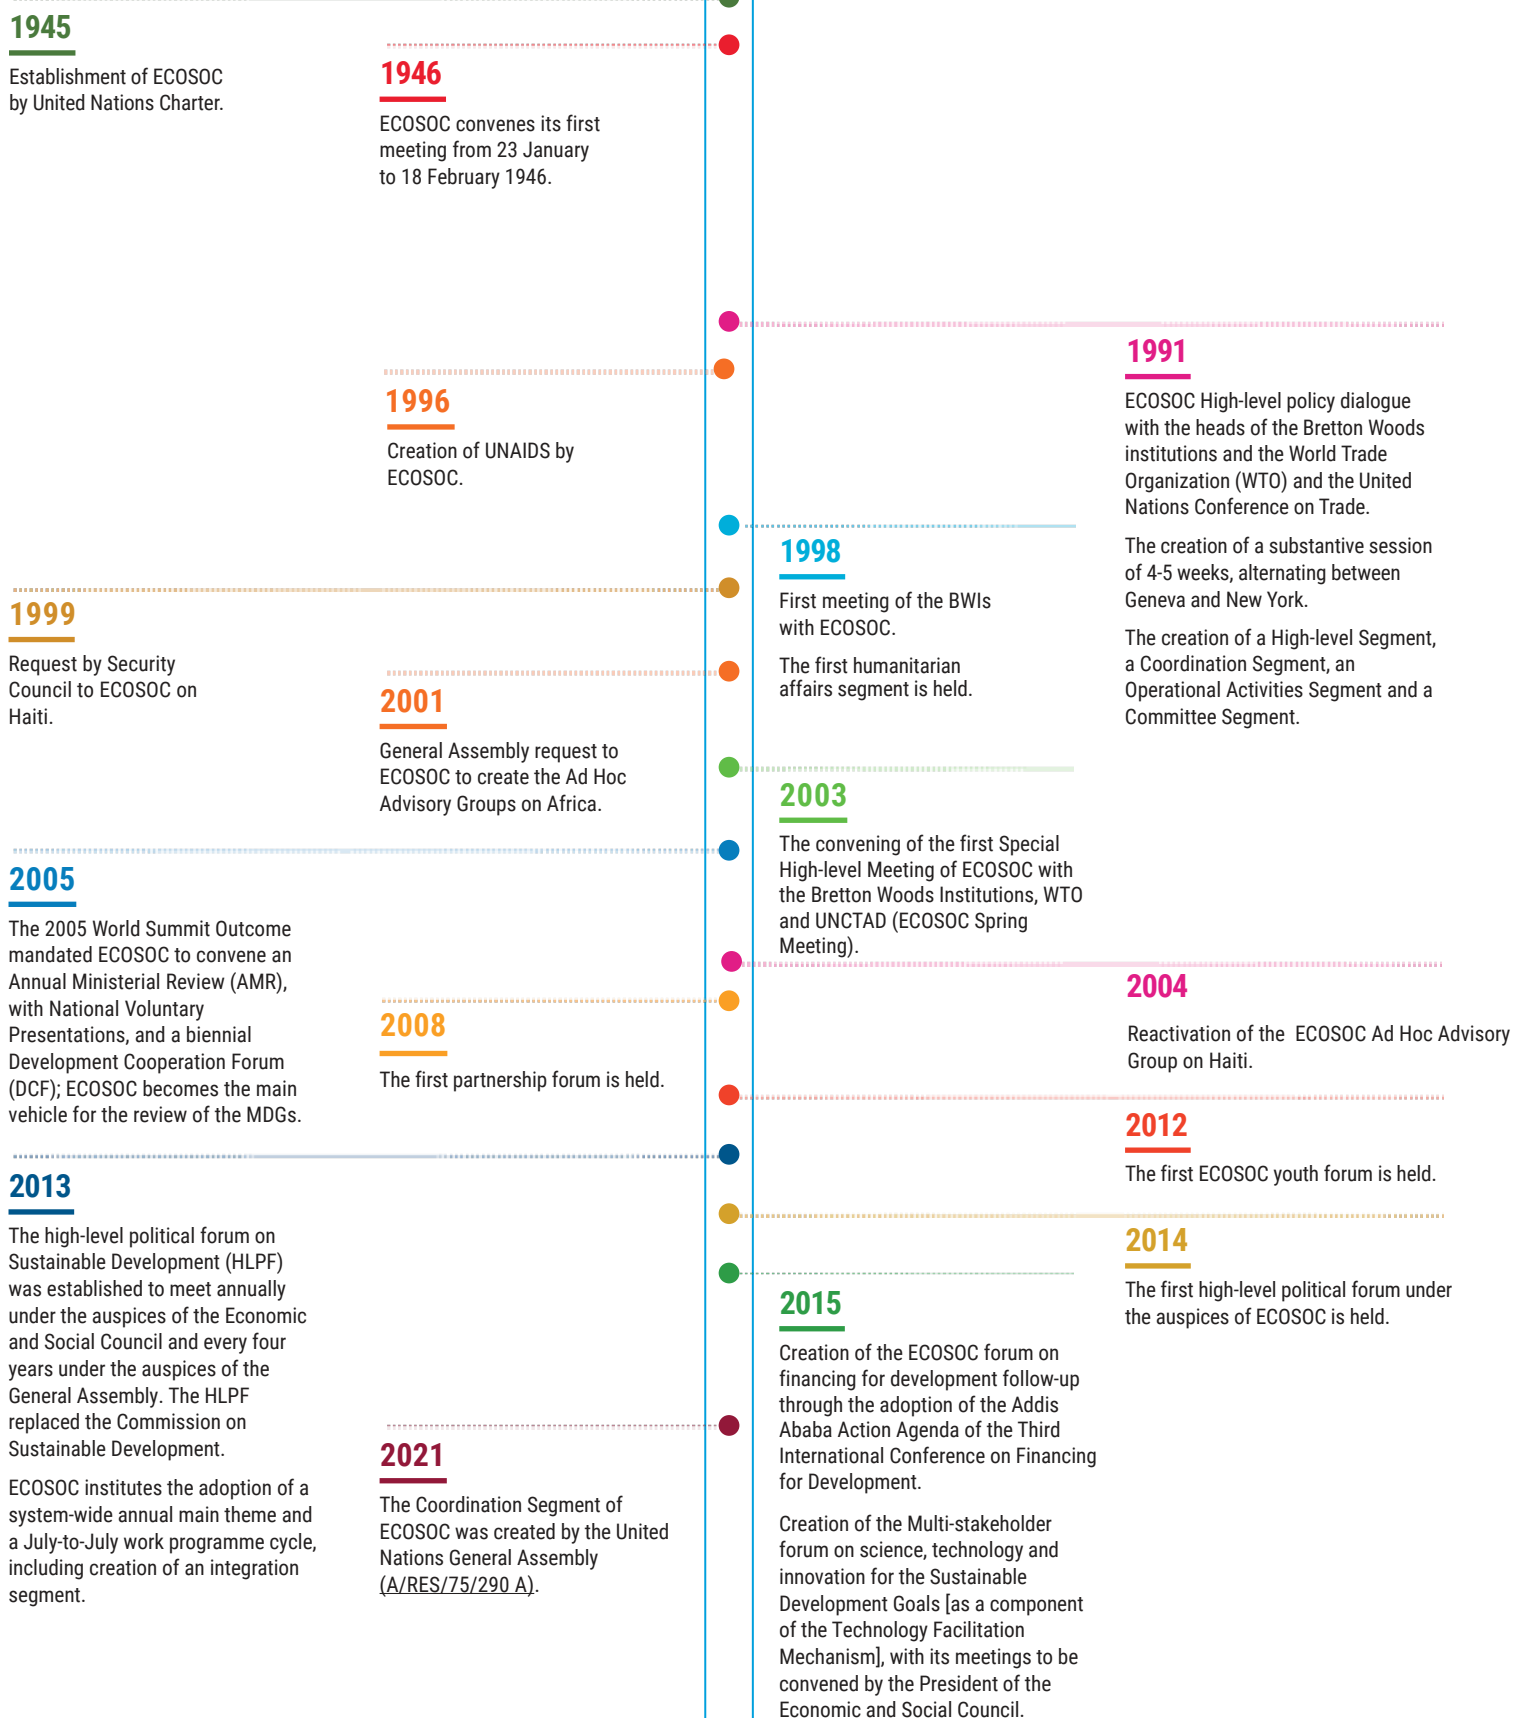 1945
Establishment of ECOSOC
by United Nations Charter.
1946
ECOSOC convenes its first
meeting from 23 January
to 18 February 1946.
1991
ECOSOC High-level policy dialogue
with the heads of the Bretton Woods
institutions and the World Trade
Organization (WTO) and the United
Nations Conference on Trade.
The creation of a substantive session
of 4-5 weeks, alternating between
Geneva and New York.
The creation of a High-level Segment,
a Coordination Segment, an
Operational Activities Segment and a
Committee Segment.
1996
Creation of UNAIDS by
ECOSOC.
1998
First meeting of the BWIs
with ECOSOC.
The first humanitarian
affairs segment is held.
1999
Request by Security
Council to ECOSOC on
Haiti.
2001
General Assembly request to
ECOSOC to create the Ad Hoc
Advisory Groups on Africa.
2003
The convening of the first Special
High-level Meeting of ECOSOC with
the Bretton Woods Institutions, WTO
and UNCTAD (ECOSOC Spring
Meeting).
2004
Reactivation of the ECOSOC Ad Hoc Advisory
Group on Haiti.
2005
The 2005 World Summit Outcome
mandated ECOSOC to convene an
Annual Ministerial Review (AMR),
with National Voluntary
Presentations, and a biennial
Development Cooperation Forum
(DCF); ECOSOC becomes the main
vehicle for the review of the MDGs.
2008
The first partnership forum is held.
2012
The first ECOSOC youth forum is held.
2013
The high-level political forum on
Sustainable Development (HLPF)
was established to meet annually
under the auspices of the Economic
and Social Council and every four
years under the auspices of the
General Assembly. The HLPF
replaced the Commission on
Sustainable Development.
ECOSOC institutes the adoption of a
system-wide annual main theme and
a July-to-July work programme cycle,
including creation of an integration
segment.
2014
The first high-level political forum under
the auspices of ECOSOC is held.
2015
Creation of the ECOSOC forum on
financing for development follow-up
through the adoption of the Addis
Ababa Action Agenda of the Third
International Conference on Financing
for Development.
Creation of the Multi-stakeholder
forum on science, technology and
innovation for the Sustainable
Development Goals [as a component
of the Technology Facilitation
Mechanism], with its meetings to be
convened by the President of the
Economic and Social Council.
2021
The Coordination Segment of
ECOSOC was created by the United
Nations General Assembly
(A/RES/75/290 A).